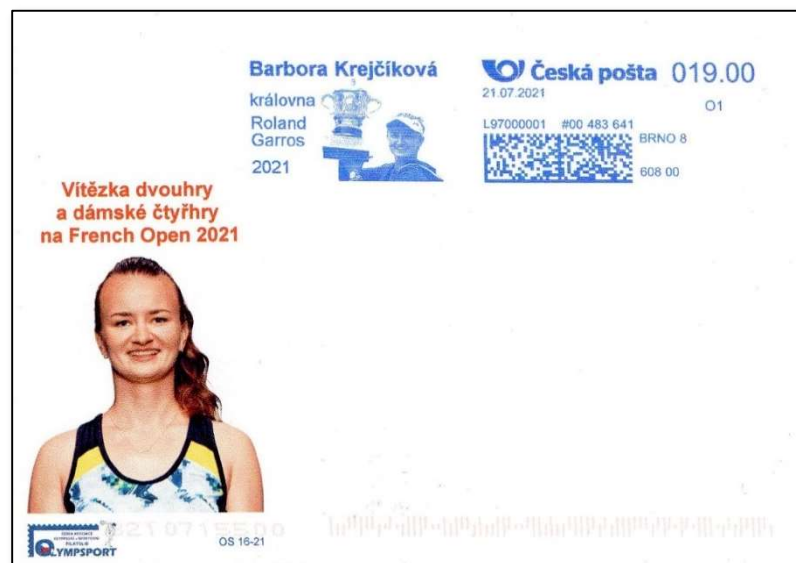 Barbora Krejčíková
královna
Roland
Garros
2021
Česká pošta 019.00
21.07.2021
O1
L97000001 #00 483 641
BRNO 8
608 00
Vítězka dvouhry
a dámské čtyřhry
na French Open 2021
OLYMPSPORT
OS 16-21